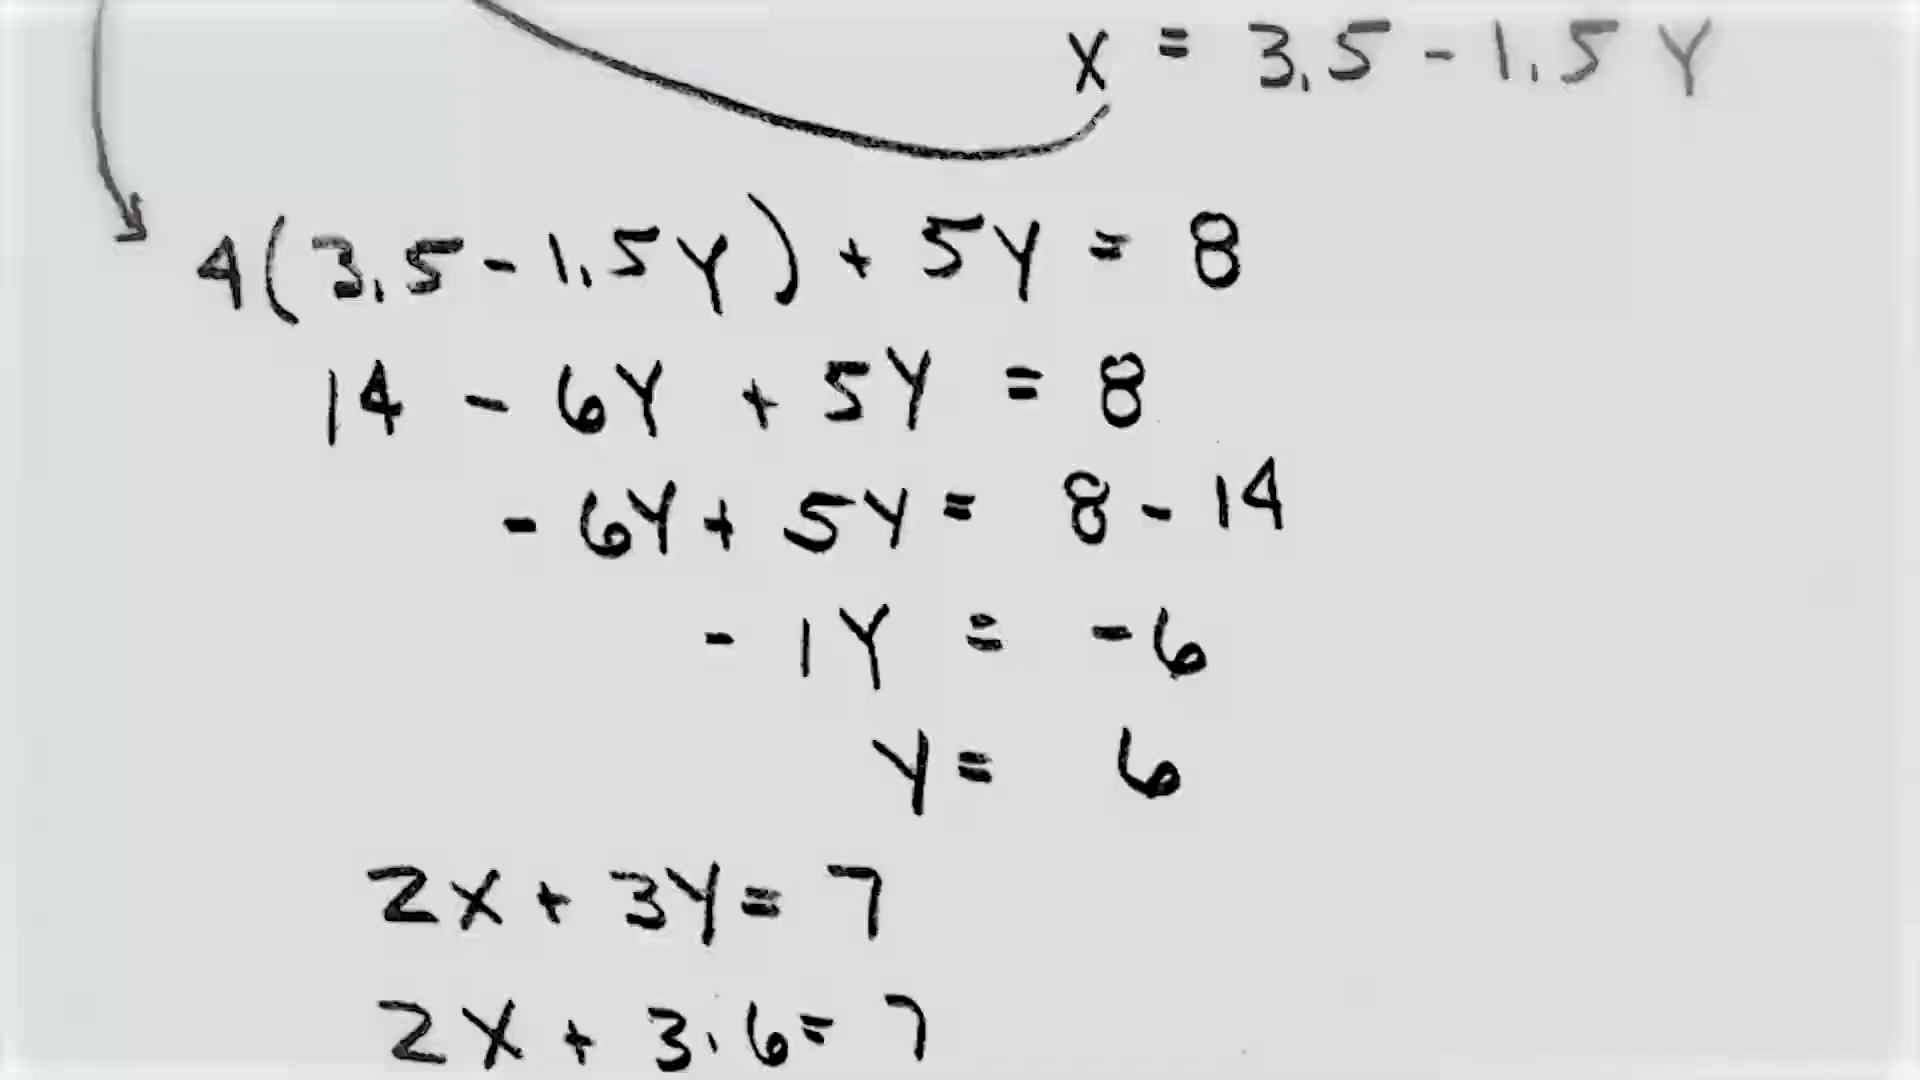 X = 3.5 - 1.5 Y
4(3.5 - 1.5Y) + 5Y = 8
14 - 6Y + 5Y = 8
- 6Y + 5Y = 8 - 14
- 1Y = -6
Y = 6
2X + 3Y = 7
2X + 3·6 = 7